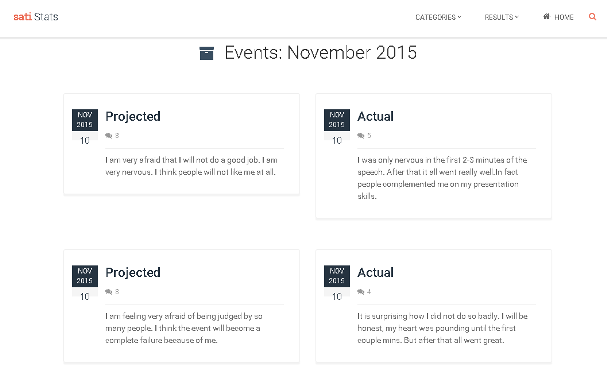 sati Stats
CATEGORIES
RESULTS
HOME
Events: November 2015
NOV
2015
10
Projected
I am very afraid that I will not do a good job. I am
very nervous. I think people will not like me at all.
NOV
2015
10
Actual
I was only nervous in the first 2-3 minutes of the
speech. After that it all went really well.In fact
people complemented me on my presentation
skills.
NOV
2015
10
Projected
I am feeling very afraid of being judged by so
many people. I think the event will become a
complete failure because of me.
NOV
2015
10
Actual
4
It is surprising how I did not do so badly. I will be
honest, my heart was pounding until the first
couple mins. But after that all went great.